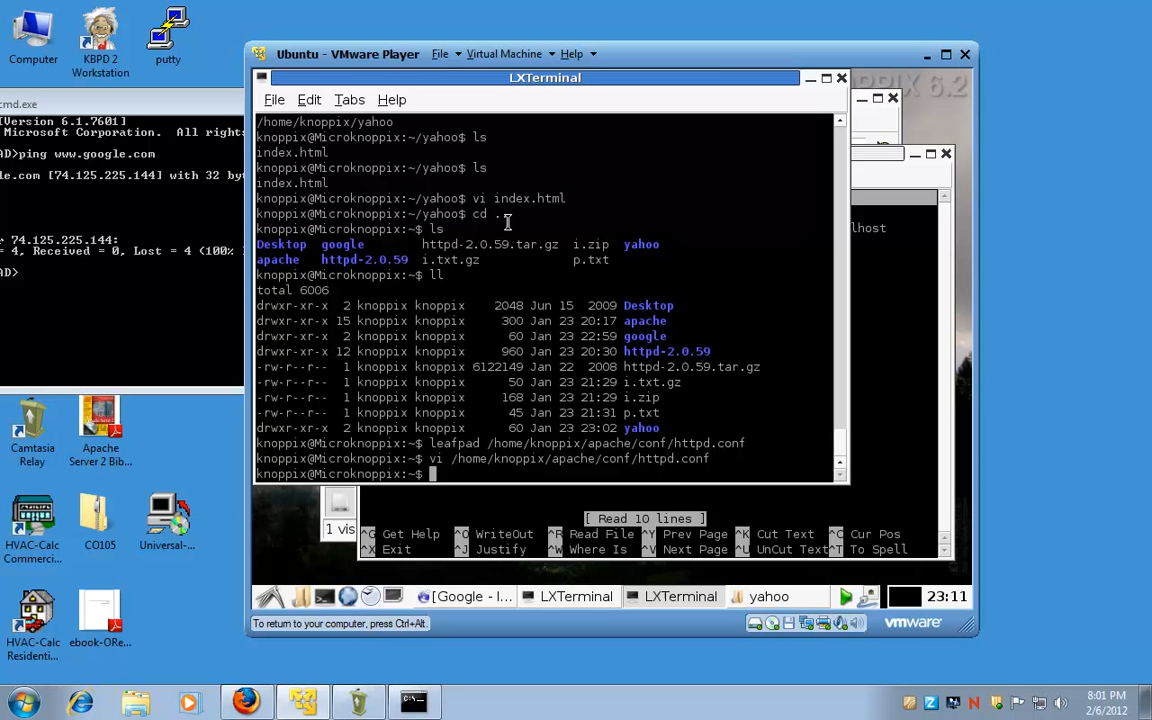 Computer
KBPD 2
Workstation
putty
cmd.exe
[Version 6.1.7601]
Microsoft Corporation. All rights
AD>ping www.google.com
le.com [74.125.225.144] with 32 byt
r 74.125.225.144:
= 4, Received = 0, Lost = 4 (100%
AD>
Camtasia
Relay
Apache
Server 2 Bib...
HVAC-Calc
Commerci...
CO105
Universal-...
HVAC-Calc
Residenti...
ebook-ORe...
Ubuntu - VMware Player File Virtual Machine Help
LXTerminal
File Edit Tabs Help
/home/knoppix/yahoo
knoppix@Microknoppix:~/yahoo$ ls
index.html
knoppix@Microknoppix:~/yahoo$ ls
index.html
knoppix@Microknoppix:~/yahoo$ vi index.html
knoppix@Microknoppix:~/yahoo$ cd ..
knoppix@Microknoppix:~$ ls
Desktop google httpd-2.0.59.tar.gz i.zip yahoo
apache httpd-2.0.59 i.txt.gz p.txt
knoppix@Microknoppix:~$ ll
total 6006
drwxr-xr-x 2 knoppix knoppix 2048 Jun 15 2009 Desktop
drwxr-xr-x 15 knoppix knoppix 300 Jan 23 20:17 apache
drwxr-xr-x 2 knoppix knoppix 60 Jan 23 22:59 google
drwxr-xr-x 12 knoppix knoppix 960 Jan 23 20:30 httpd-2.0.59
-rw-r--r-- 1 knoppix knoppix 6122149 Jan 22 2008 httpd-2.0.59.tar.gz
-rw-r--r-- 1 knoppix knoppix 50 Jan 23 21:29 i.txt.gz
-rw-r--r-- 1 knoppix knoppix 168 Jan 23 21:29 i.zip
-rw-r--r-- 1 knoppix knoppix 45 Jan 23 21:31 p.txt
drwxr-xr-x 2 knoppix knoppix 60 Jan 23 23:02 yahoo
knoppix@Microknoppix:~$ leafpad /home/knoppix/apache/conf/httpd.conf
knoppix@Microknoppix:~$ vi /home/knoppix/apache/conf/httpd.conf
knoppix@Microknoppix:~$
OPPIX 6.2
lhost
1 vis
[ Read 10 lines ]
^G Get Help ^O WriteOut ^R Read File ^Y Prev Page ^K Cut Text ^C Cur Pos
^X Exit ^J Justify ^W Where Is ^V Next Page ^U UnCut Text ^T To Spell
[Google - I... LXTerminal LXTerminal yahoo 23:11
To return to your computer, press Ctrl+Alt.
vmware
8:01 PM
2/6/2012